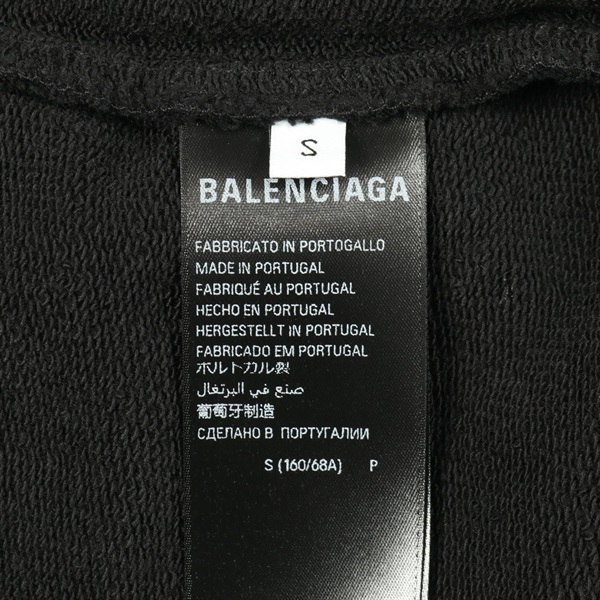 S
BALENCIAGA
FABBRICATO IN PORTOGALLO
MADE IN PORTUGAL
FABRIQUÉ AU PORTUGAL
HECHO EN PORTUGAL
HERGESTELLT IN PORTUGAL
FABRICADO EM PORTUGAL
ポルトカル製
صنع في البرتغال
葡萄牙制造
СДЕЛАНО В ПОРТУГАЛИИ
S (160/68A) P